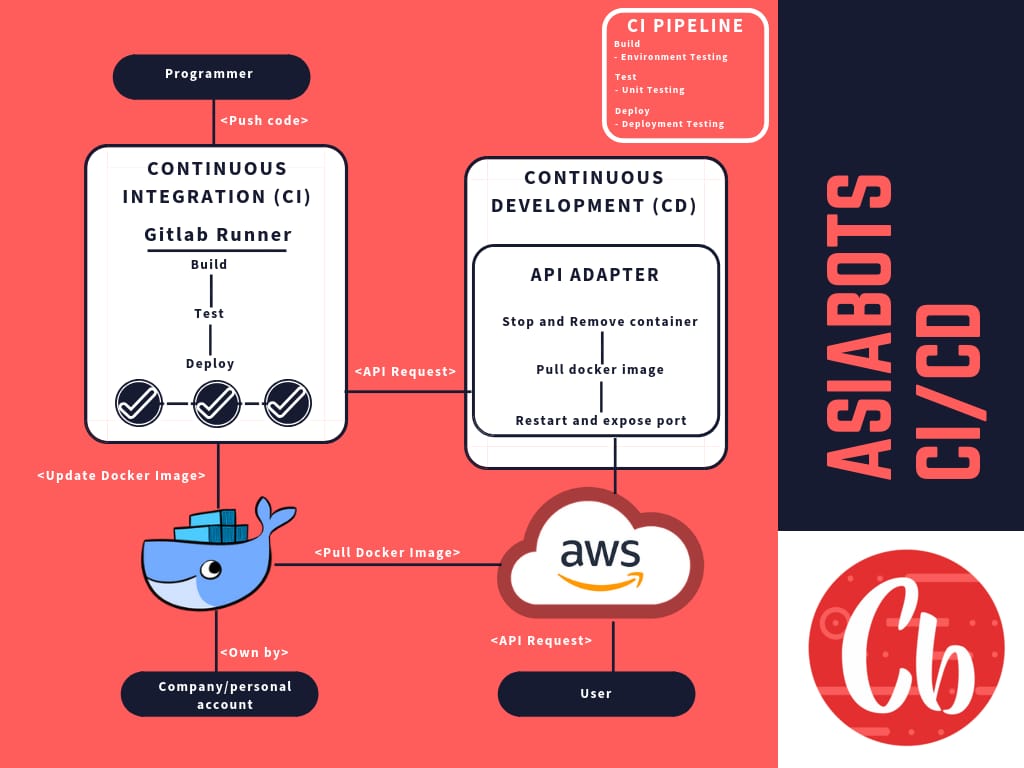 CI PIPELINE
Build
- Environment Testing
Test
- Unit Testing
Deploy
- Deployment Testing
Programmer
<Push code>
CONTINUOUS
INTEGRATION (CI)
Gitlab Runner
Build
Test
Deploy
<API Request>
CONTINUOUS
DEVELOPMENT (CD)
API ADAPTER
Stop and Remove container
Pull docker image
Restart and expose port
<Update Docker Image>
<Pull Docker Image>
aws
<Own by>
Company/personal
account
<API Request>
User
ASIABOTS
CI/CD
Cb